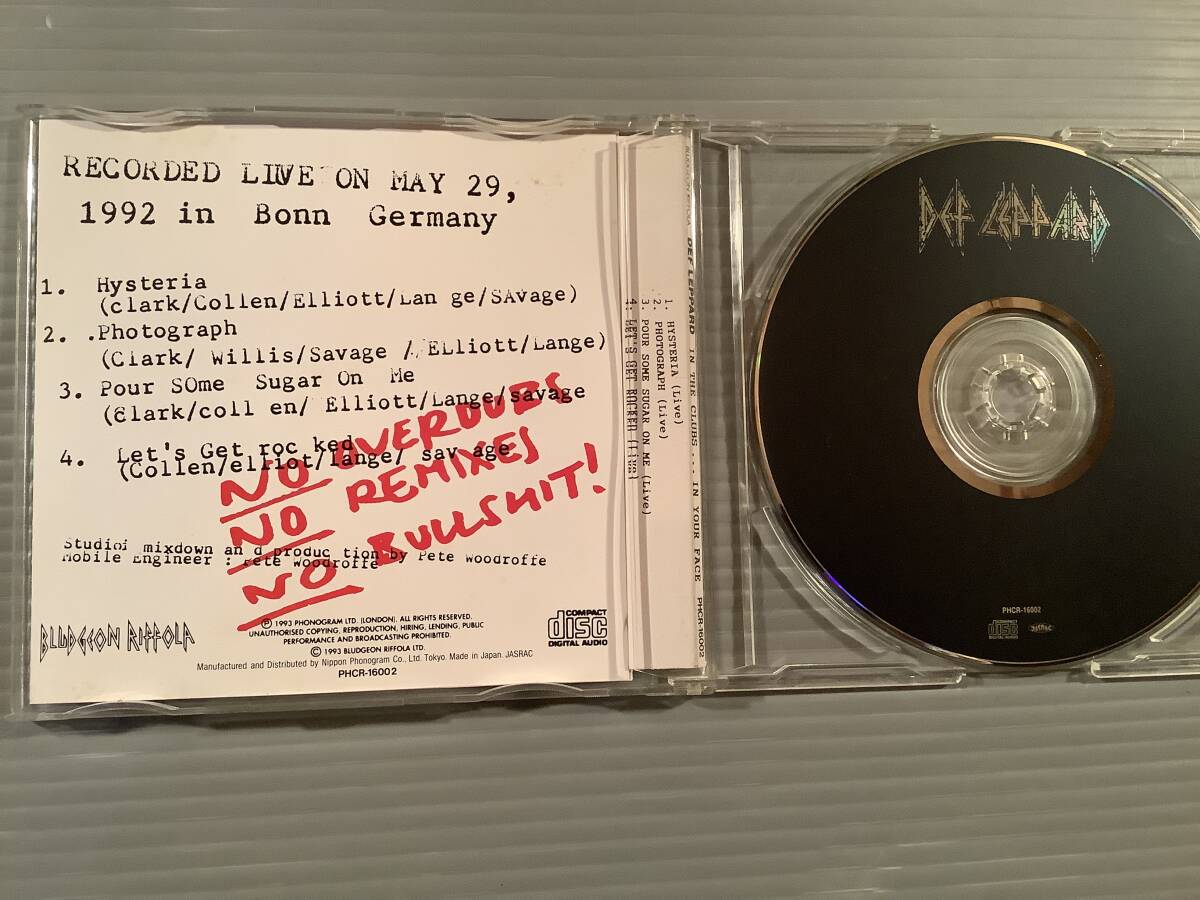 RECORDED LIVE ON MAY 29,
1992 in Bonn Germany
1. Hysteria
(clark/Collen/Elliott/Lan ge/SAvage)
2. .Photograph
(Clark/ Willis/Savage / ELliott/Lange)
3. Pour SOme Sugar On Me
(clark/coll en/ Elliott/Lange/savage
4. Let's Get roc ked
(Collen/elliot/lange/ sav age
NO OVERDUBS
NO REMIXES
NO BULLSHIT!
Studioi mixdown an d produc tion by Pete Woodroffe
Mobile Engineer : Pete Woodroffe
BLUDGEON RIFFOLA
℗ 1993 PHONOGRAM LTD. (LONDON). ALL RIGHTS RESERVED.
UNAUTHORISED COPYING, REPRODUCTION, HIRING, LENDING, PUBLIC
PERFORMANCE AND BROADCASTING PROHIBITED.
© 1993 BLUDGEON RIFFOLA LTD.
Manufactured and Distributed by Nippon Phonogram Co., Ltd. Tokyo. Made in Japan. JASRAC
PHCR-16002
COMPACT
disc
DIGITAL AUDIO
1. HYSTERIA (Live)
2. PHOTOGRAPH (Live)
3. POUR SOME SUGAR ON ME (Live)
4. LET'S GET ROCKED (Live)
DEF LEPPARD IN THE CLUBS... IN YOUR FACE PHCR-16002
DEF LEPPARD
PHCR-16002
COMPACT
disc
DIGITAL AUDIO